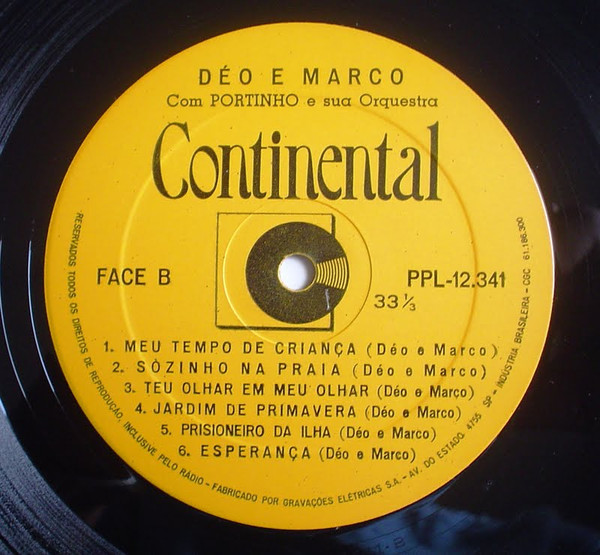 DÉO E MARCO
Com PORTINHO e sua Orquestra
Continental
FACE B
PPL-12.341
33 ⅓
1. MEU TEMPO DE CRIANÇA (Déo e Marco)
2. SÒZINHO NA PRAIA (Déo e Marco)
3. TEU OLHAR EM MEU OLHAR (Déo e Marco)
4. JARDIM DE PRIMAVERA (Déo e Marco)
5. PRISIONEIRO DA ILHA (Déo e Marco)
6. ESPERANÇA (Déo e Marco)
RESERVADOS TODOS OS DIREITOS DE REPRODUÇÃO, INCLUSIVE PELO RADIO - FABRICADO POR GRAVAÇÕES ELÉTRICAS S.A. - AV. DO ESTADO, 4755 SP - INDÚSTRIA BRASILEIRA - CGC 61.186.300